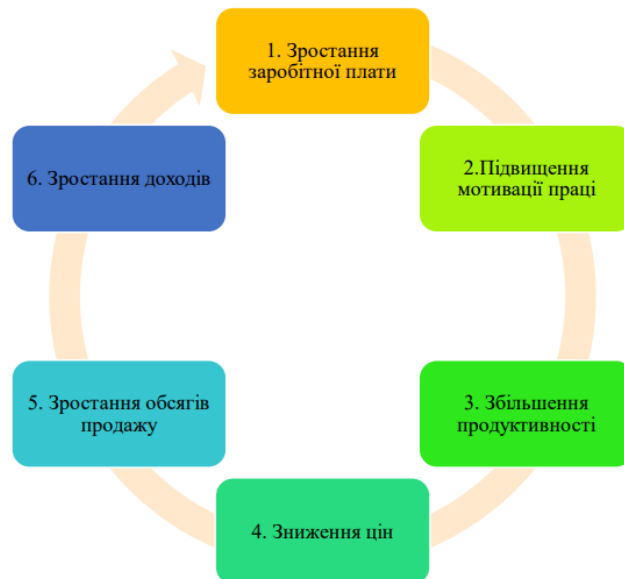 1. Зростання
заробітної плати
2.Підвищення
мотивації праці
3. Збільшення
продуктивності
4. Зниження цін
5. Зростання обсягів
продажу
6. Зростання доходів